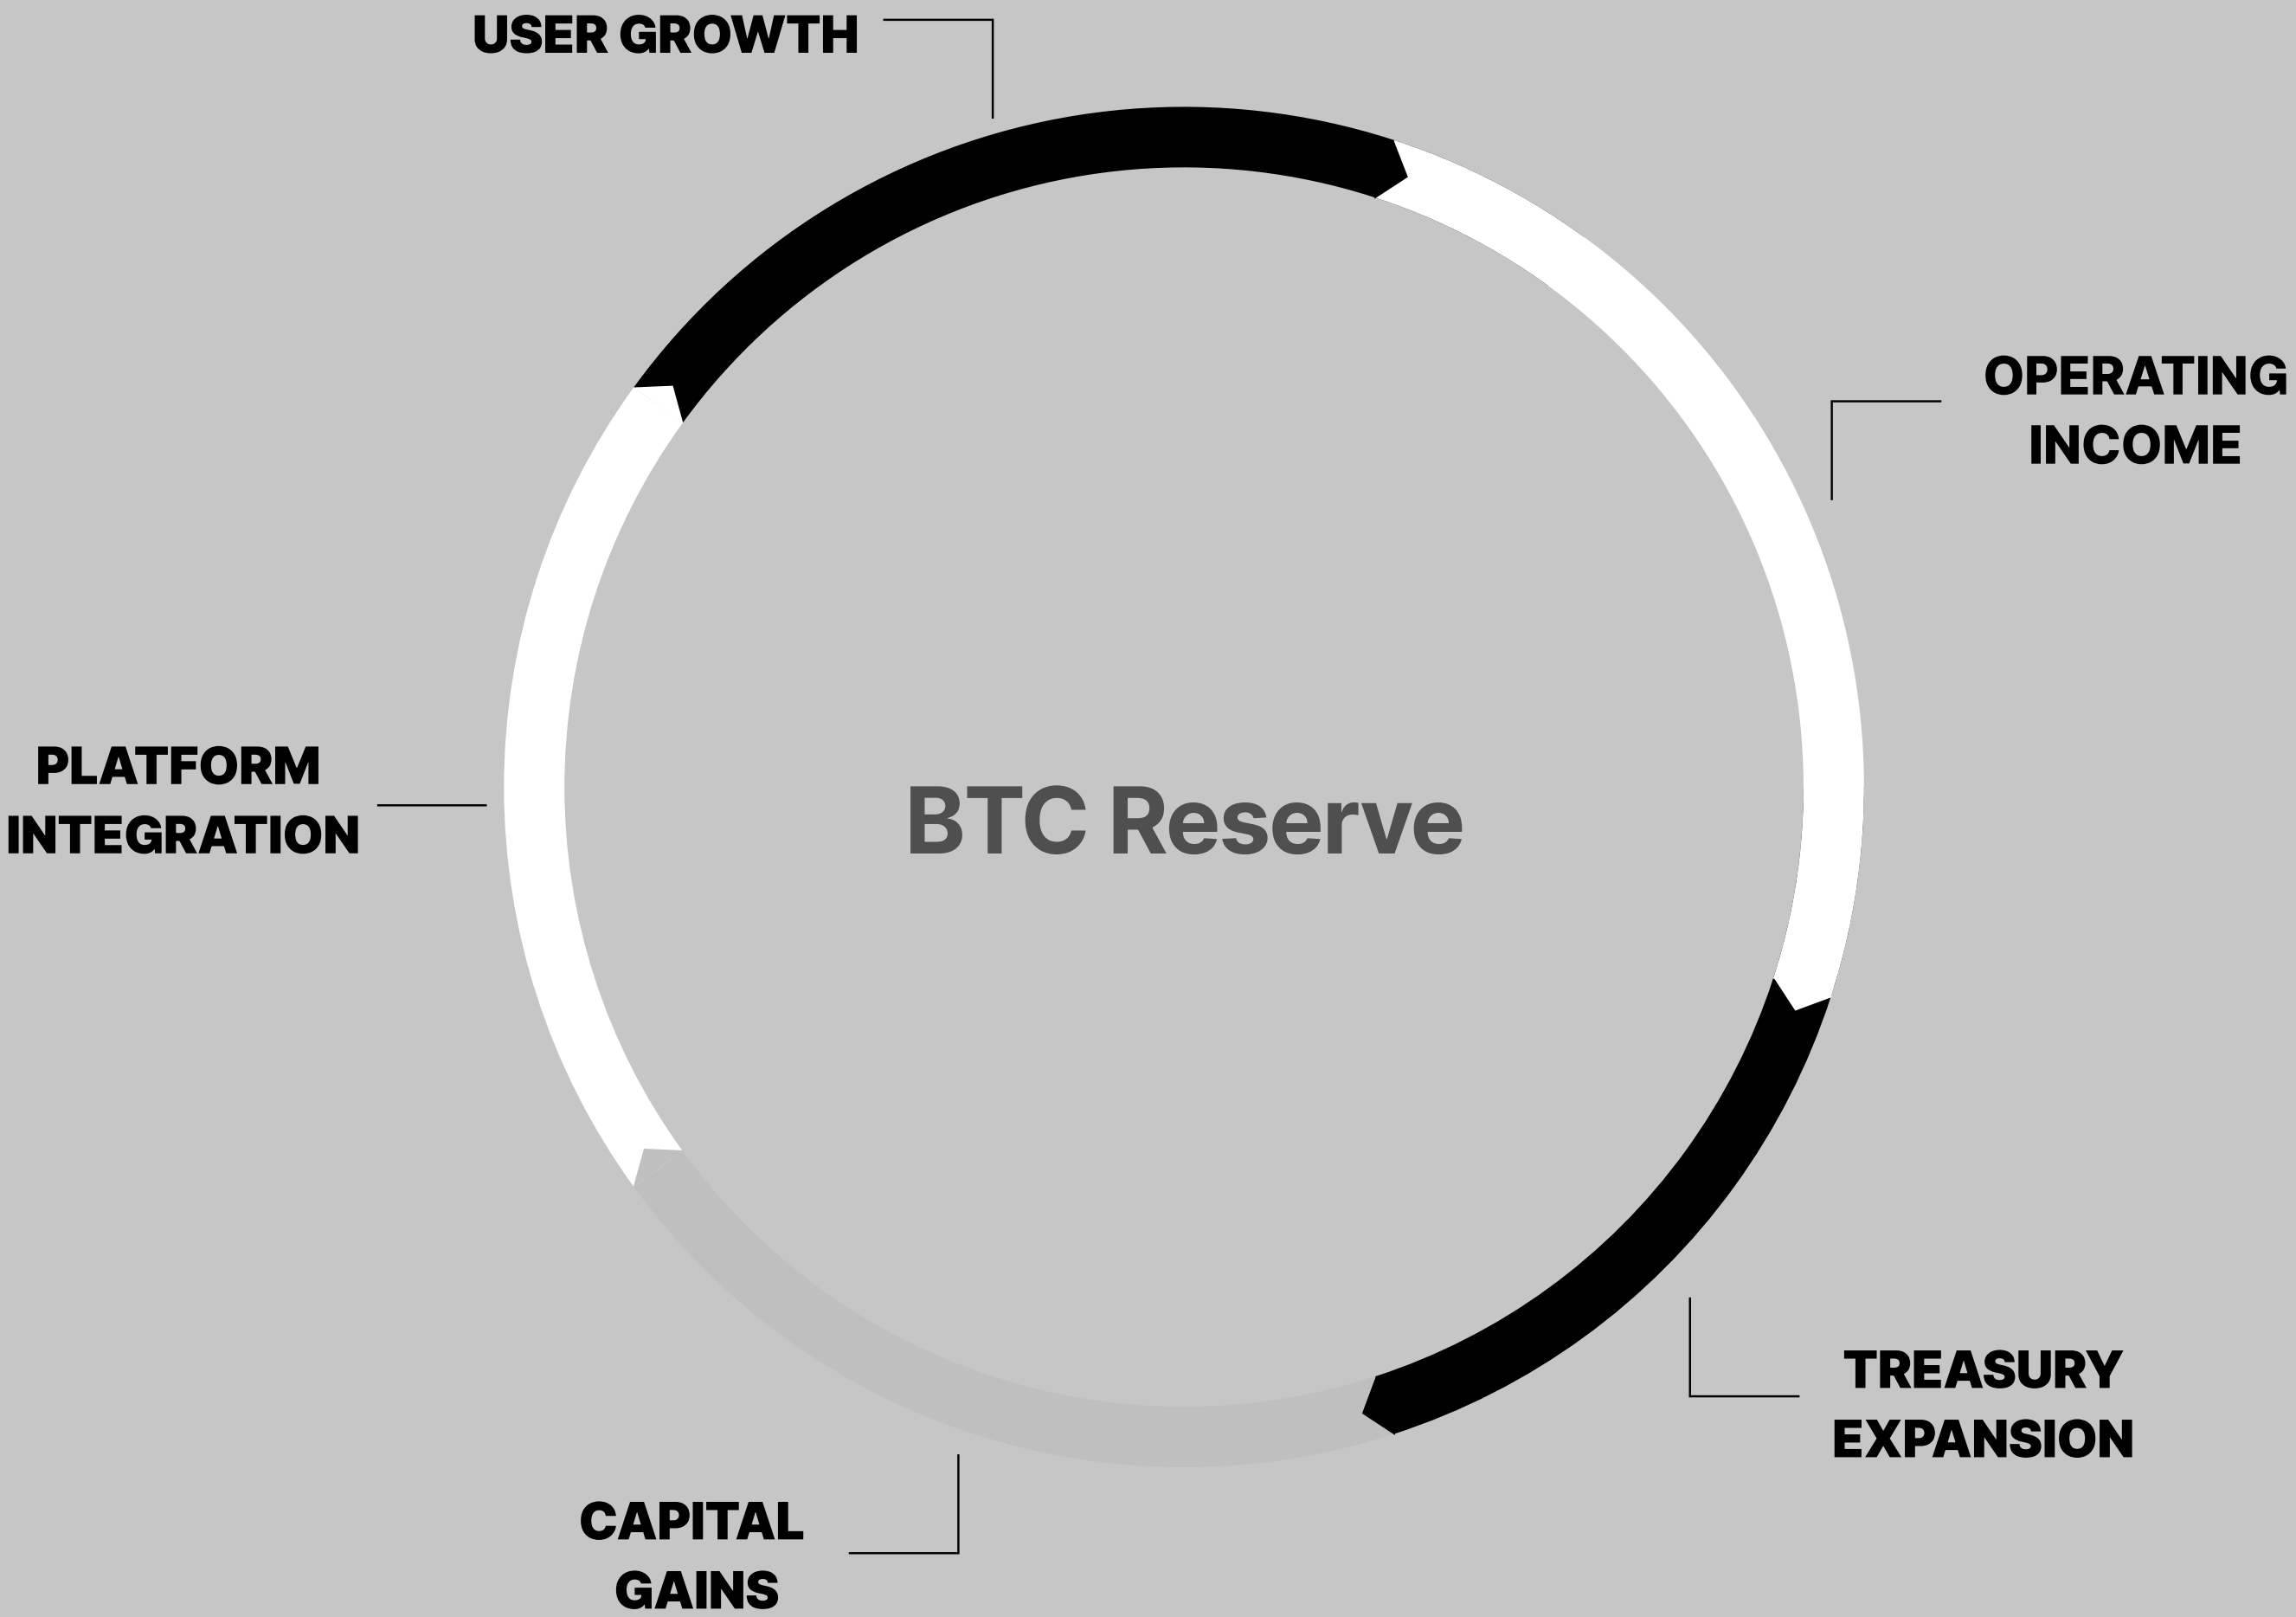 USER GROWTH
OPERATING
INCOME
PLATFORM
INTEGRATION
BTC Reserve
TREASURY
EXPANSION
CAPITAL
GAINS